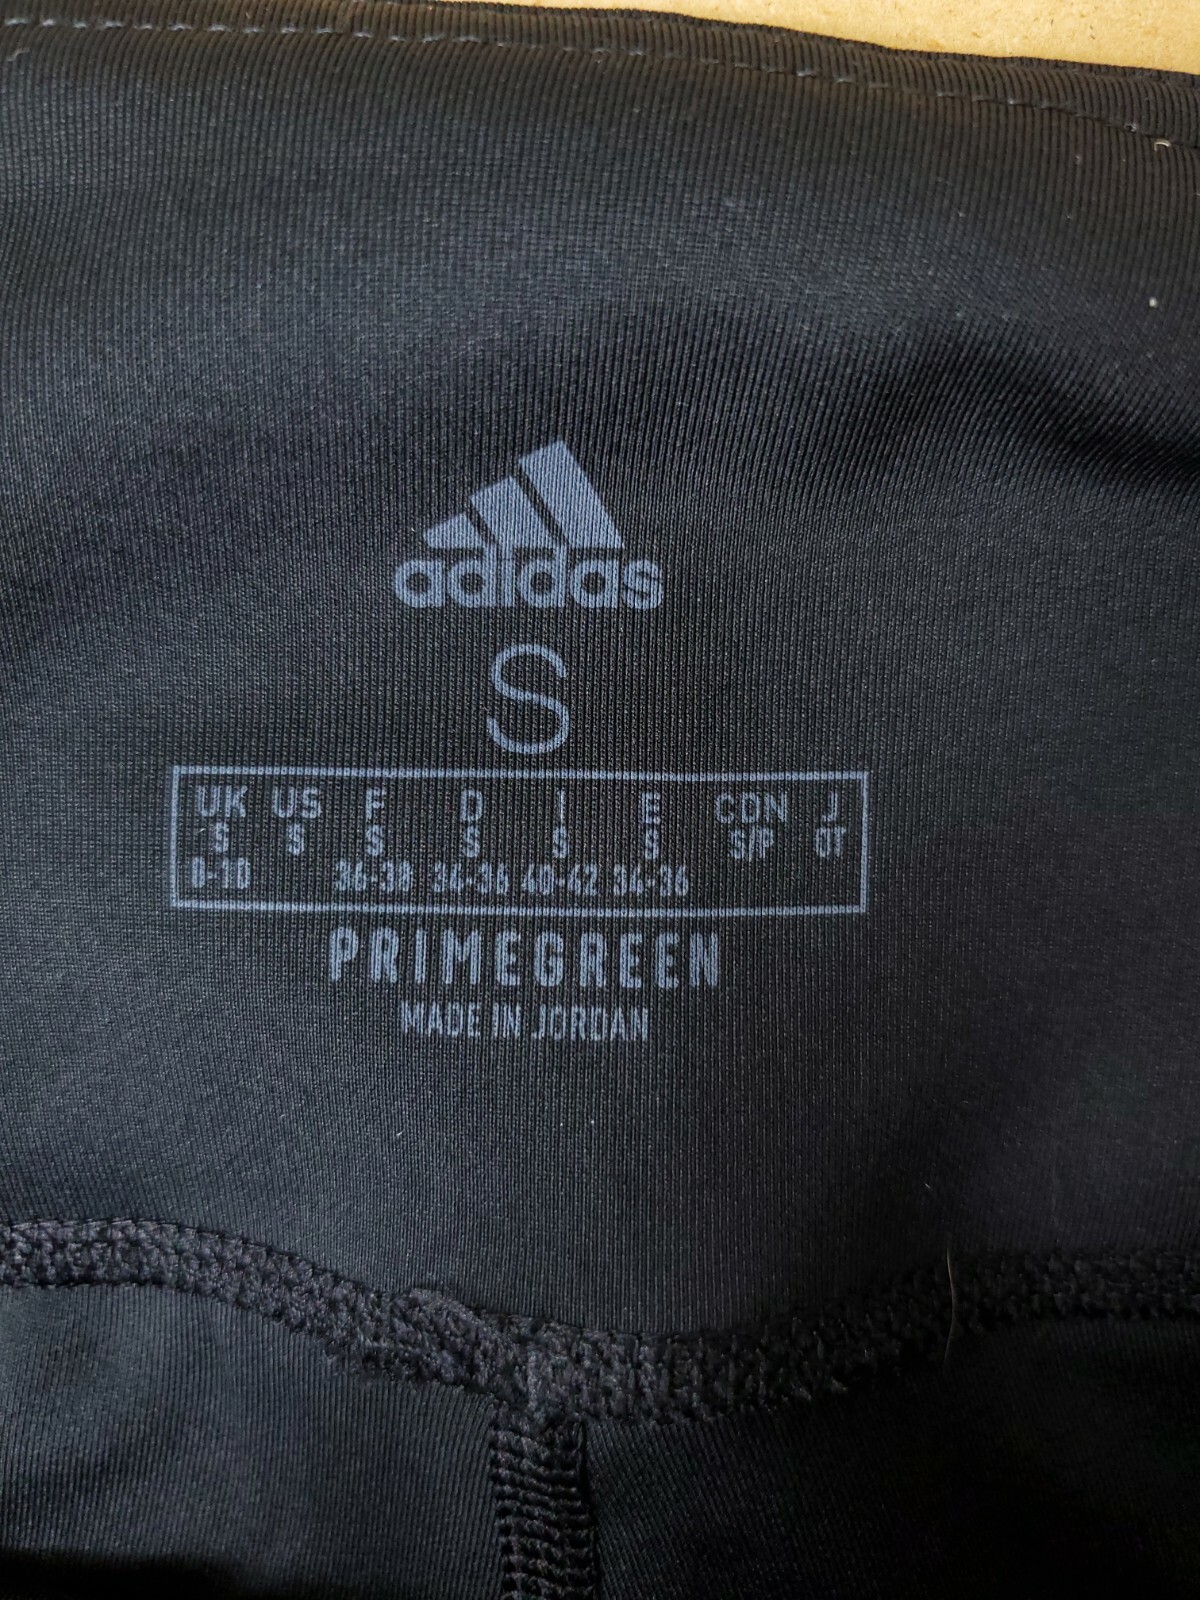 adidas
S
UK US F D I E CDN J
S S S S S S S/P OT
8-10 36-38 34-36 40-42 34-36
PRIMEGREEN
MADE IN JORDAN